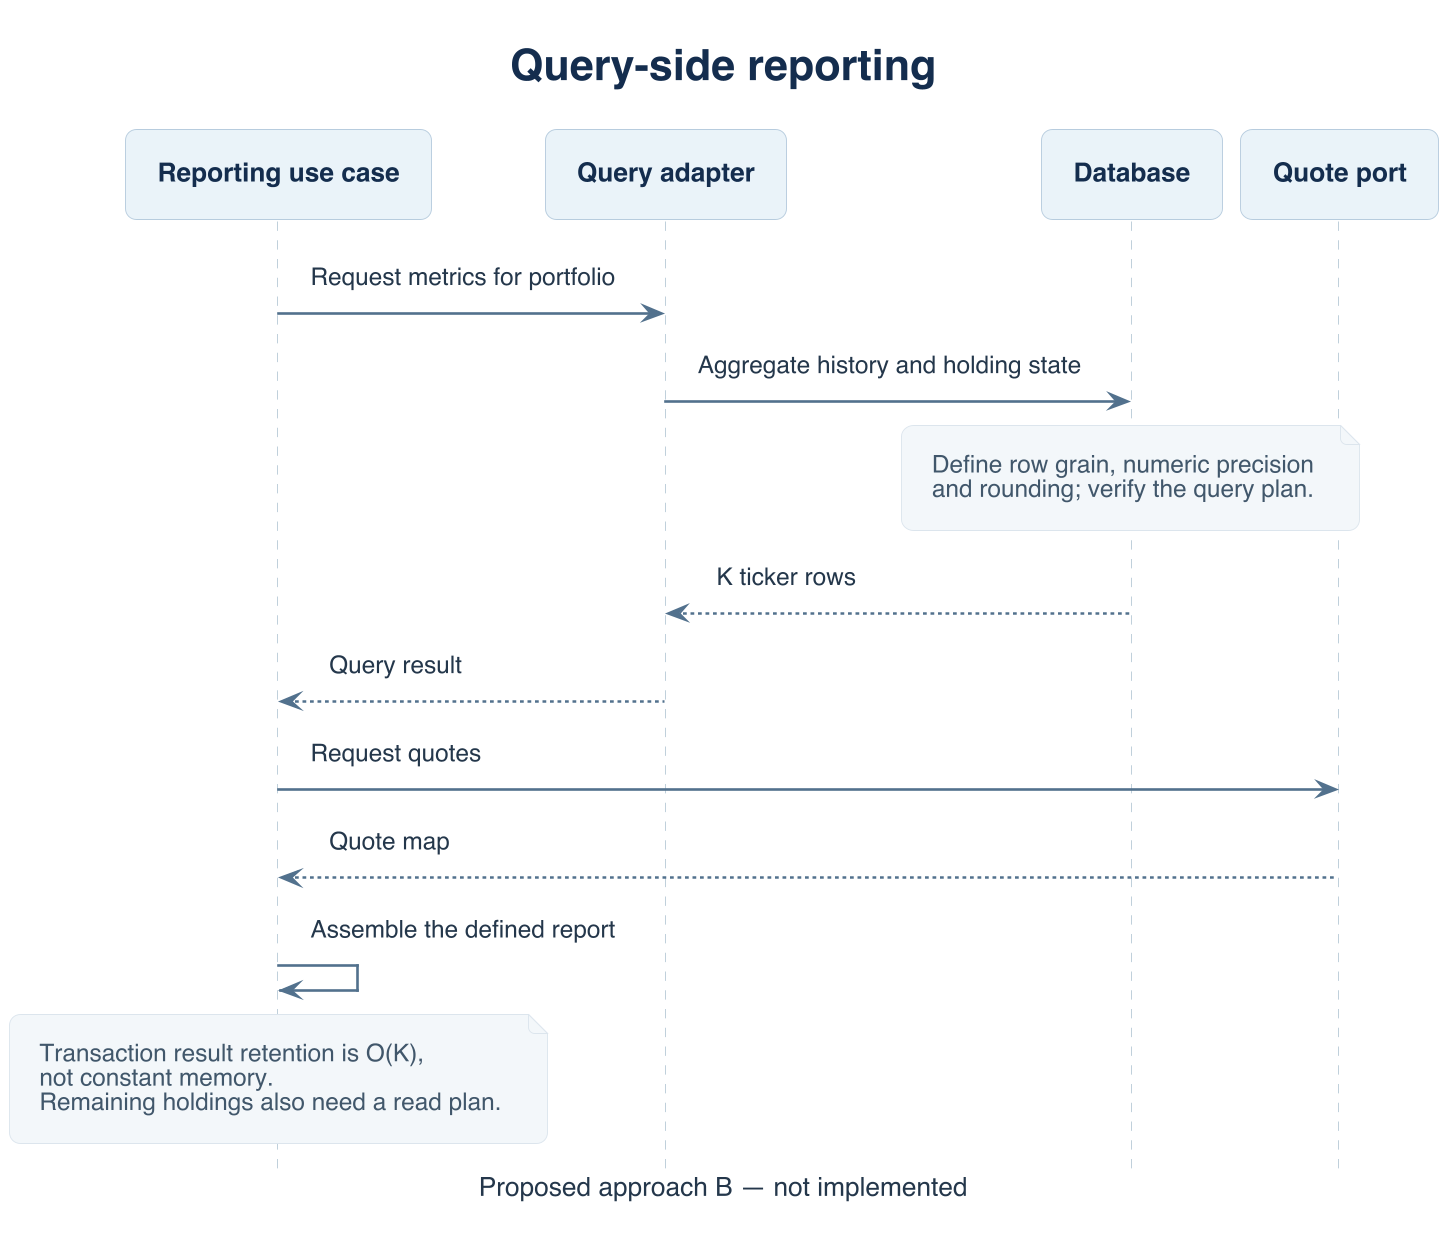 Query-side reporting
Reporting use case
Query adapter
Database
Quote port
Request metrics for portfolio
Aggregate history and holding state
Define row grain, numeric precision
and rounding; verify the query plan.
K ticker rows
Query result
Request quotes
Quote map
Assemble the defined report
Transaction result retention is O(K),
not constant memory.
Remaining holdings also need a read plan.
Proposed approach B — not implemented